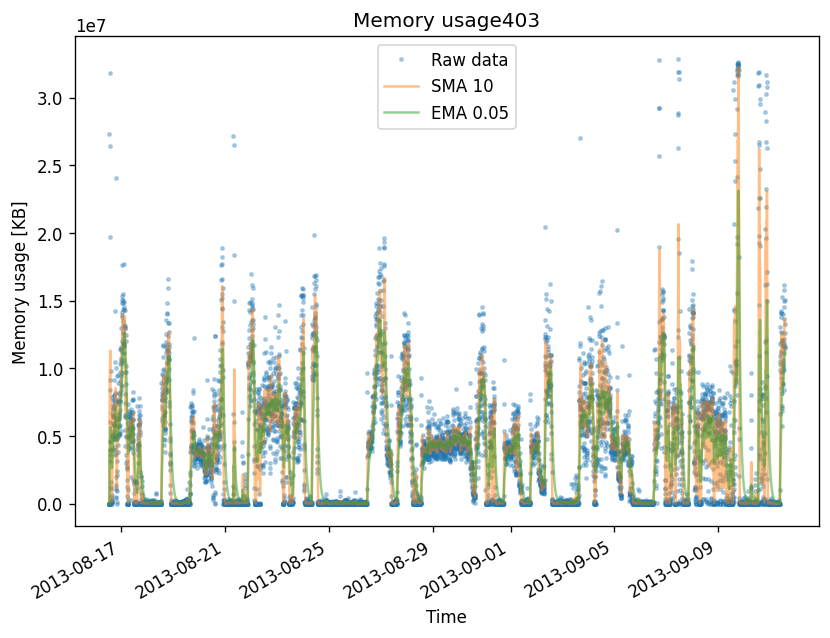 Memory usage403
1e7
Raw data
SMA 10
EMA 0.05
3.0
2.5
2.0
1.5
1.0
0.5
0.0
Memory usage [KB]
2013-08-17
2013-08-21
2013-08-25
2013-08-29
2013-09-01
2013-09-05
2013-09-09
Time